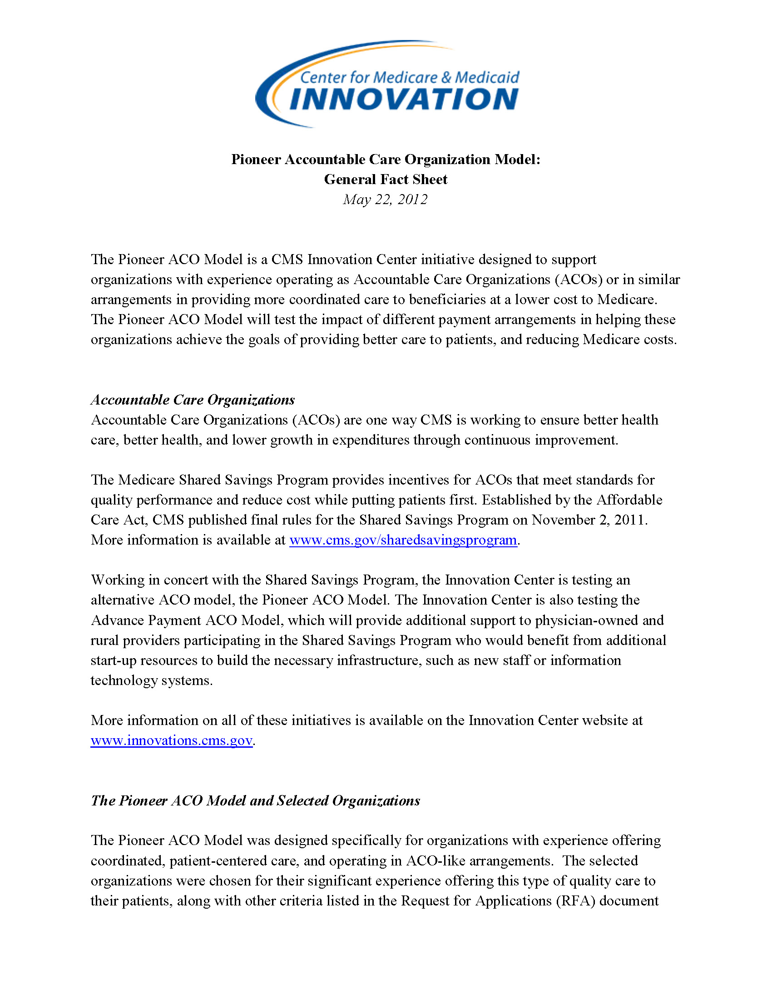 Center for Medicare & Medicaid
INNOVATION
Pioneer Accountable Care Organization Model:
General Fact Sheet
May 22, 2012
The Pioneer ACO Model is a CMS Innovation Center initiative designed to support
organizations with experience operating as Accountable Care Organizations (ACOs) or in similar
arrangements in providing more coordinated care to beneficiaries at a lower cost to Medicare.
The Pioneer ACO Model will test the impact of different payment arrangements in helping these
organizations achieve the goals of providing better care to patients, and reducing Medicare costs.
Accountable Care Organizations
Accountable Care Organizations (ACOs) are one way CMS is working to ensure better health
care, better health, and lower growth in expenditures through continuous improvement.
The Medicare Shared Savings Program provides incentives for ACOs that meet standards for
quality performance and reduce cost while putting patients first. Established by the Affordable
Care Act, CMS published final rules for the Shared Savings Program on November 2, 2011.
More information is available at www.cms.gov/sharedsavingsprogram.
Working in concert with the Shared Savings Program, the Innovation Center is testing an
alternative ACO model, the Pioneer ACO Model. The Innovation Center is also testing the
Advance Payment ACO Model, which will provide additional support to physician-owned and
rural providers participating in the Shared Savings Program who would benefit from additional
start-up resources to build the necessary infrastructure, such as new staff or information
technology systems.
More information on all of these initiatives is available on the Innovation Center website at
www.innovations.cms.gov.
The Pioneer ACO Model and Selected Organizations
The Pioneer ACO Model was designed specifically for organizations with experience offering
coordinated, patient-centered care, and operating in ACO-like arrangements.  The selected
organizations were chosen for their significant experience offering this type of quality care to
their patients, along with other criteria listed in the Request for Applications (RFA) document